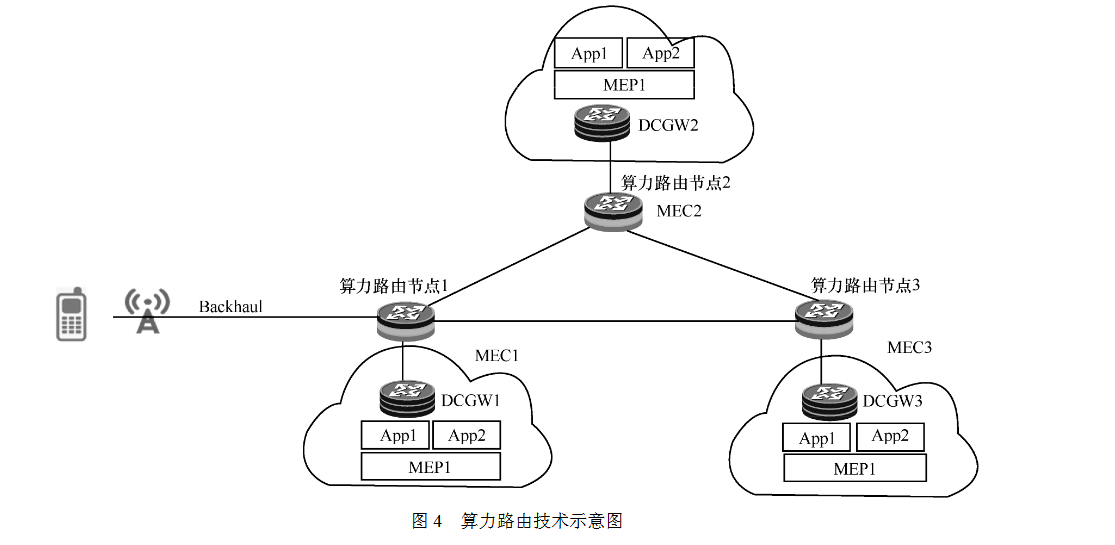 App1
App2
MEP1
DCGW2
算力路由节点2
MEC2
算力路由节点1
算力路由节点3
Backhaul
MEC1
MEC3
DCGW1
DCGW3
App1
App2
App1
App2
MEP1
MEP1
图 4 算力路由技术示意图